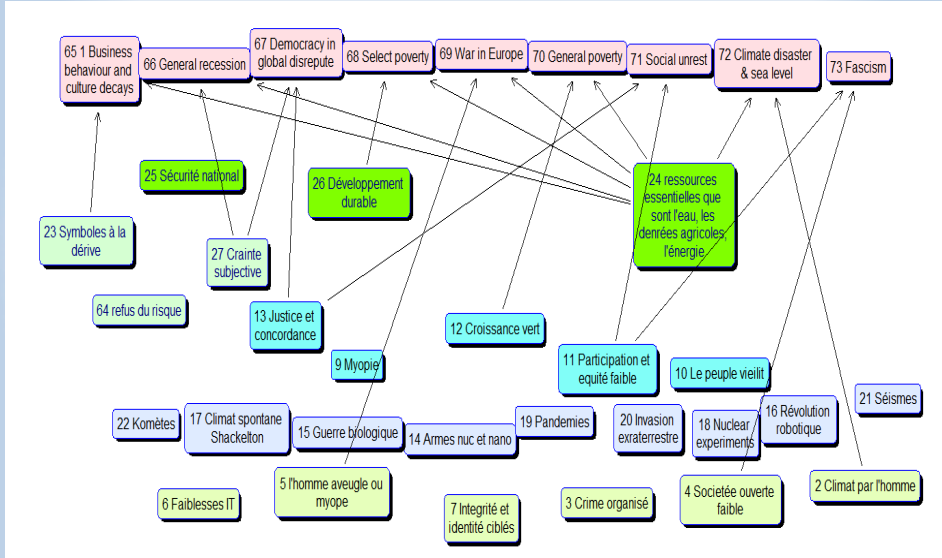 65 1 Business
behaviour and
culture decays
66 General recession
67 Democracy in
global disrepute
68 Select poverty
69 War in Europe
70 General poverty
71 Social unrest
72 Climate disaster
& sea level
73 Fascism
25 Sécurité national
26 Développement
durable
24 ressources
essentielles que
sont l'eau, les
denrées agricoles,
l'énergie
23 Symboles à la
dérive
27 Crainte
subjective
64 refus du risque
13 Justice et
concordance
12 Croissance vert
9 Myopie
11 Participation et
equité faible
10 Le peuple vieilit
22 Komètes
17 Climat spontane
Shackelton
15 Guerre biologique
14 Armes nuc et nano
19 Pandemies
20 Invasion
exraterrestre
18 Nuclear
experiments
16 Révolution
robotique
21 Séismes
6 Faiblesses IT
5 l'homme aveugle ou
myope
7 Integrité et
identité ciblés
3 Crime organisé
4 Societée ouverte
faible
2 Climat par l'homme